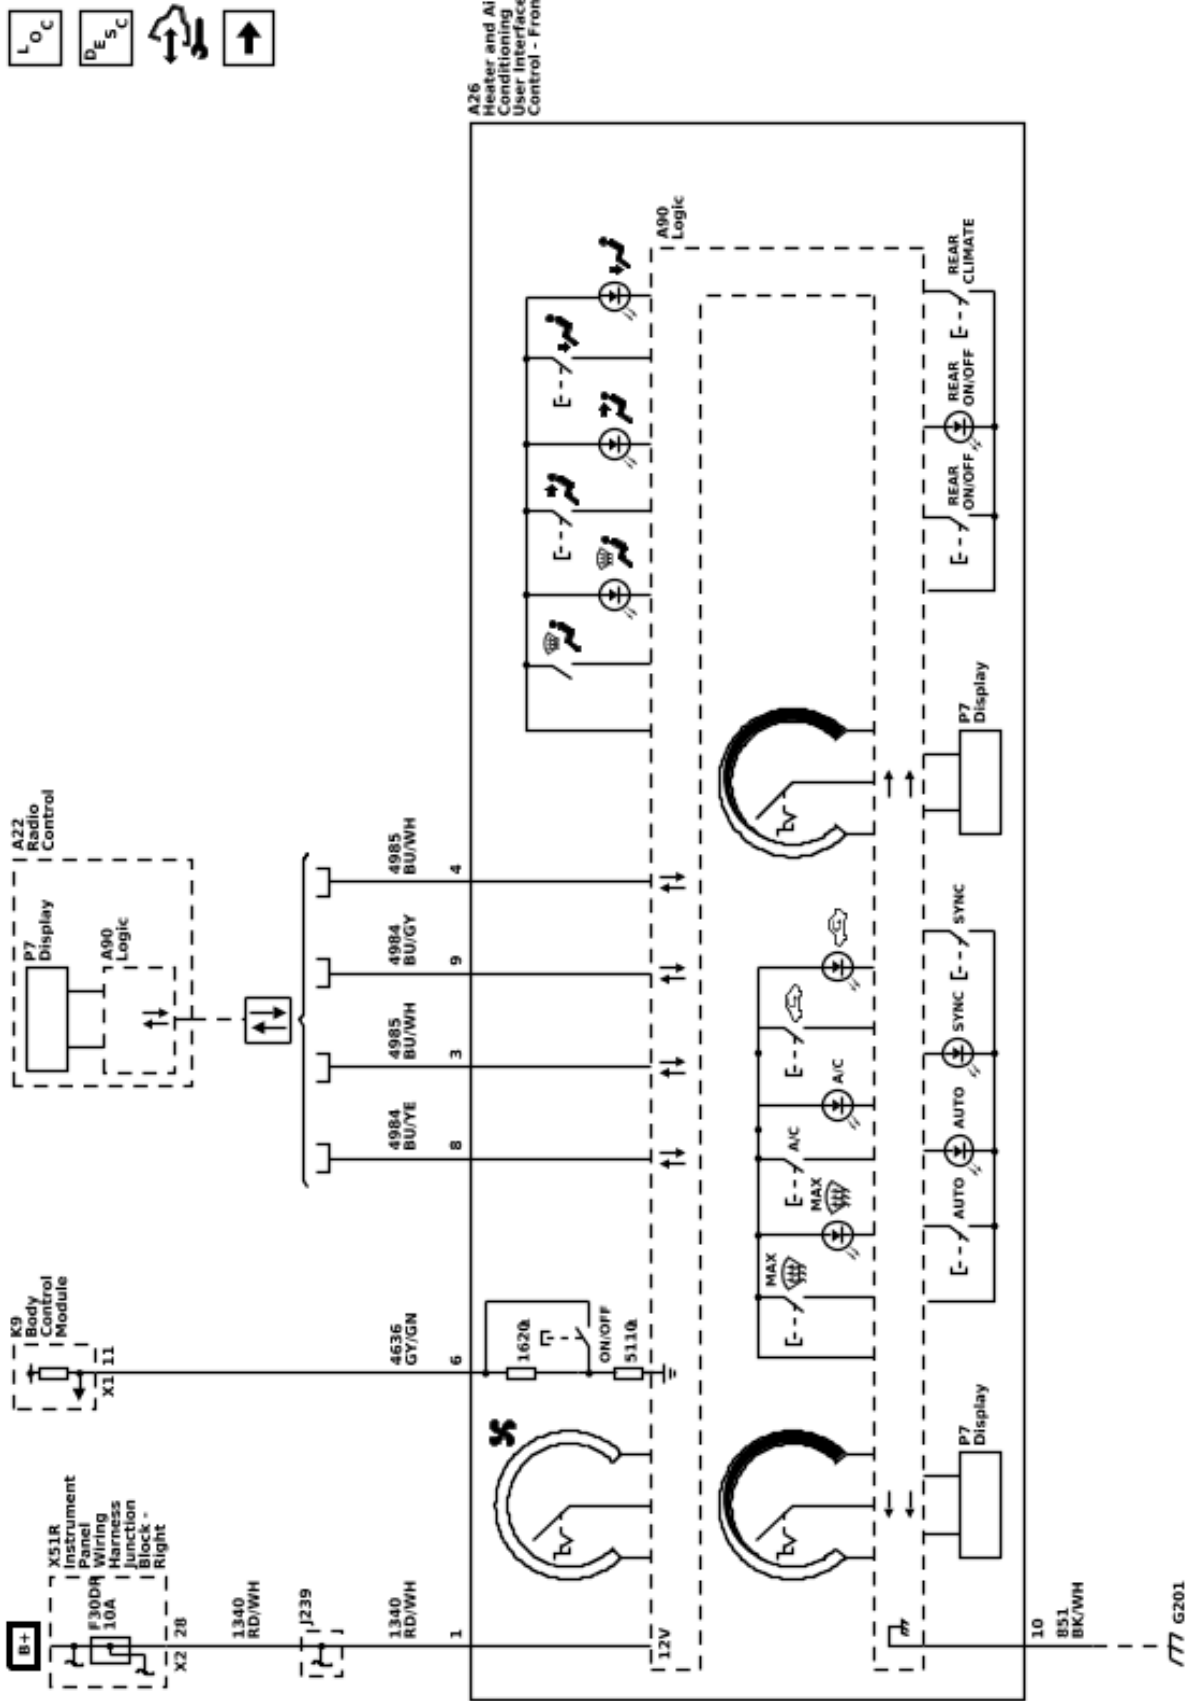 LOC
DESC
B+
X51R
Instrument
Panel
Wiring
Harness
Junction
Block -
Right
F30DR
10A
28
X2
1340
RD/WH
J239
1340
RD/WH
1
12V
K9
Body
Control
Module
11
X1
4636
GY/GN
6
1620Ω
ON/OFF
5110Ω
A22
Radio
Control
P7
Display
A90
Logic
4984
BU/YE
8
4985
BU/WH
3
4984
BU/GY
9
4985
BU/WH
4
A26
Heater and Ai
Conditioning
User Interface
Control - Fron
A90
Logic
MAX
MAX
A/C
A/C
P7
Display
AUTO
AUTO
SYNC
SYNC
P7
Display
REAR
ON/OFF
REAR
ON/OFF
REAR
CLIMATE
10
851
BK/WH
G201